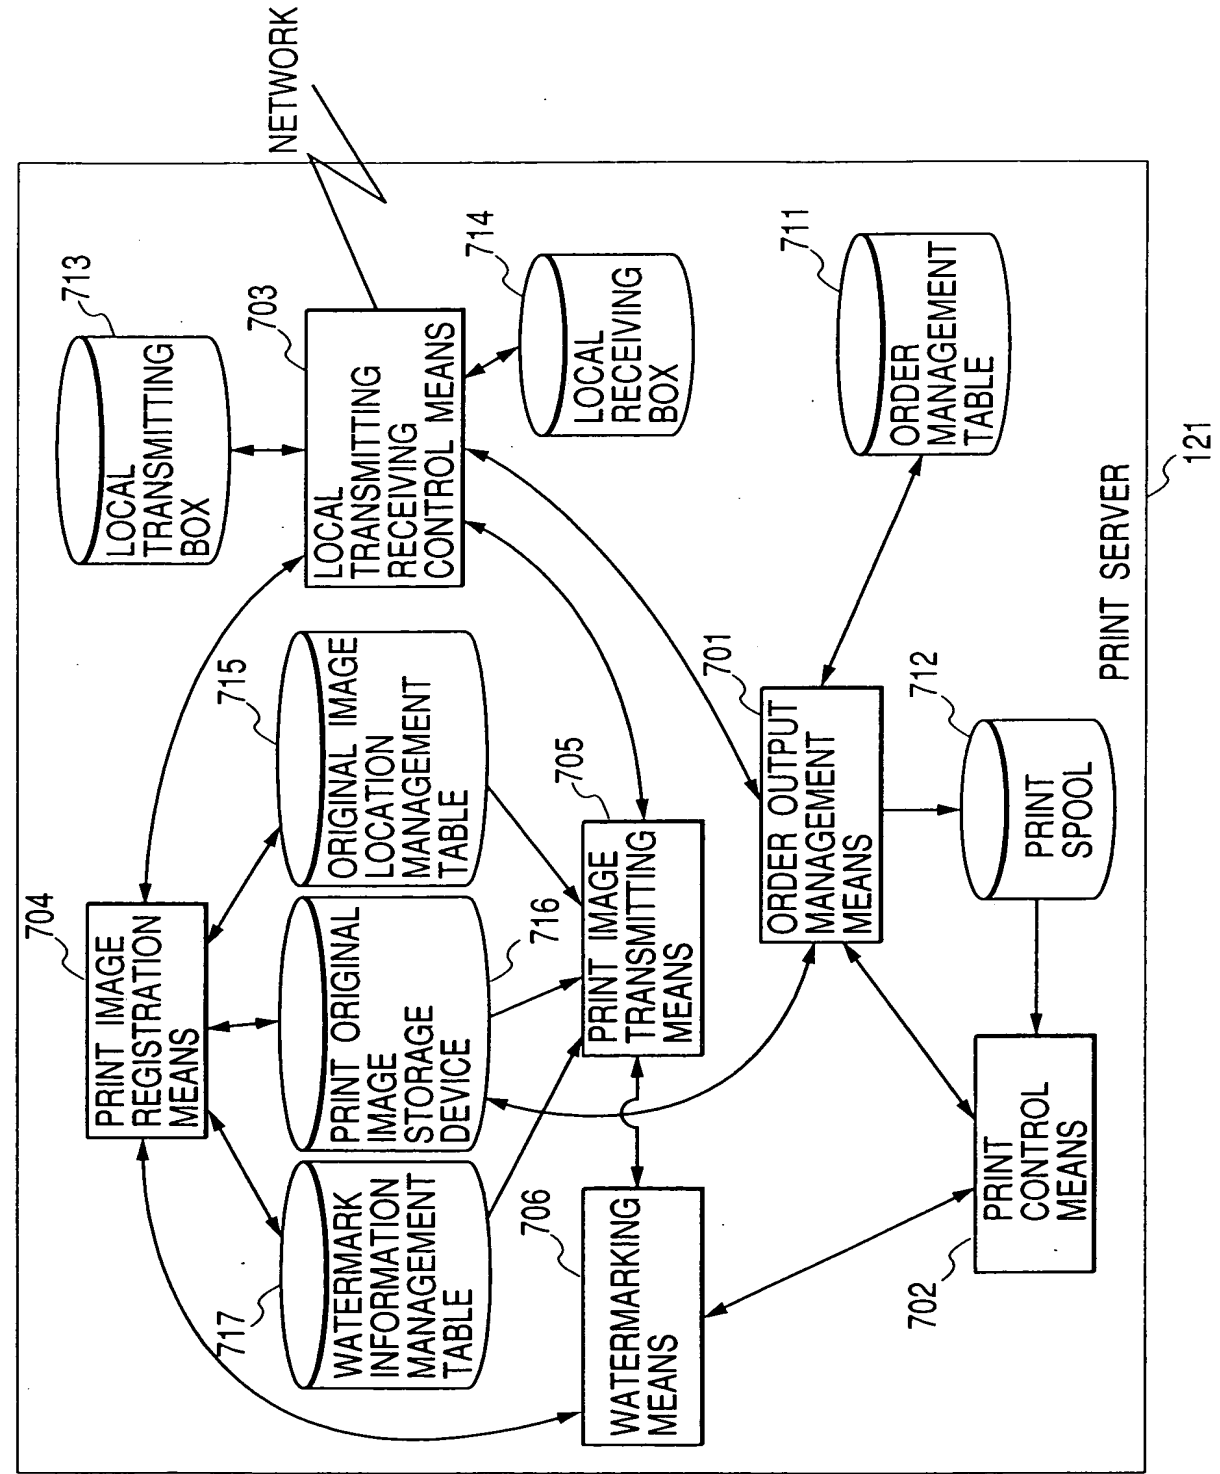 704
PRINT IMAGE
REGISTRATION
MEANS
717
WATERMARK
INFORMATION
MANAGEMENT
TABLE
PRINT ORIGINAL
IMAGE
STORAGE
DEVICE
716
715
ORIGINAL IMAGE
LOCATION
MANAGEMENT
TABLE
713
LOCAL
TRANSMITTING
BOX
703
LOCAL
TRANSMITTING
RECEIVING
CONTROL MEANS
NETWORK
714
LOCAL
RECEIVING
BOX
706
WATERMARKING
MEANS
705
PRINT IMAGE
TRANSMITTING
MEANS
701
ORDER OUTPUT
MANAGEMENT
MEANS
711
ORDER
MANAGEMENT
TABLE
702
PRINT
CONTROL
MEANS
712
PRINT
SPOOL
PRINT SERVER
121